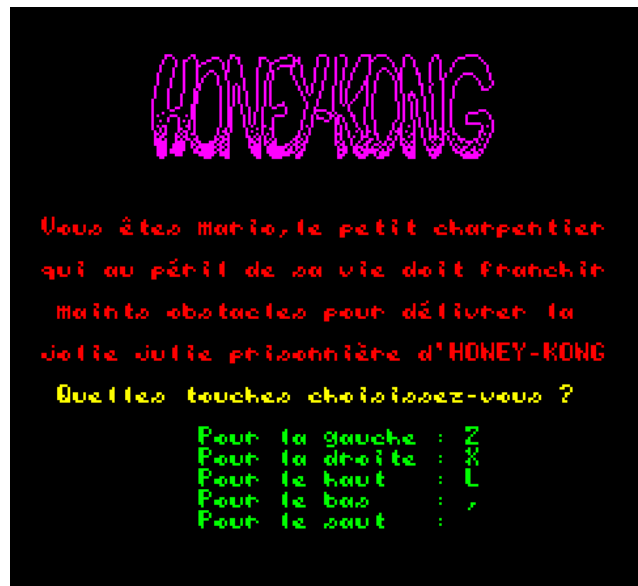 HONEY-KONG
Vous êtes Mario,le petit charpentier
qui au péril de sa vie doit franchir
maints obstacles pour délivrer la
jolie julie prisonnière d'HONEY-KONG
Quelles touches choisissez-vous ?
Pour la gauche : Z
Pour la droite : X
Pour le haut : L
Pour le bas : ,
Pour le saut :